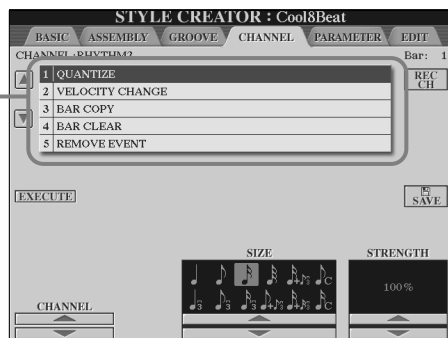 STYLE CREATOR : Cool8Beat
BASIC ASSEMBLY GROOVE CHANNEL PARAMETER EDIT
CHANNEL :RHYTHM2 Bar: 1
1 QUANTIZE
2 VELOCITY CHANGE
3 BAR COPY
4 BAR CLEAR
5 REMOVE EVENT
REC
CH
EXECUTE
SAVE
SIZE STRENGTH
100%
CHANNEL